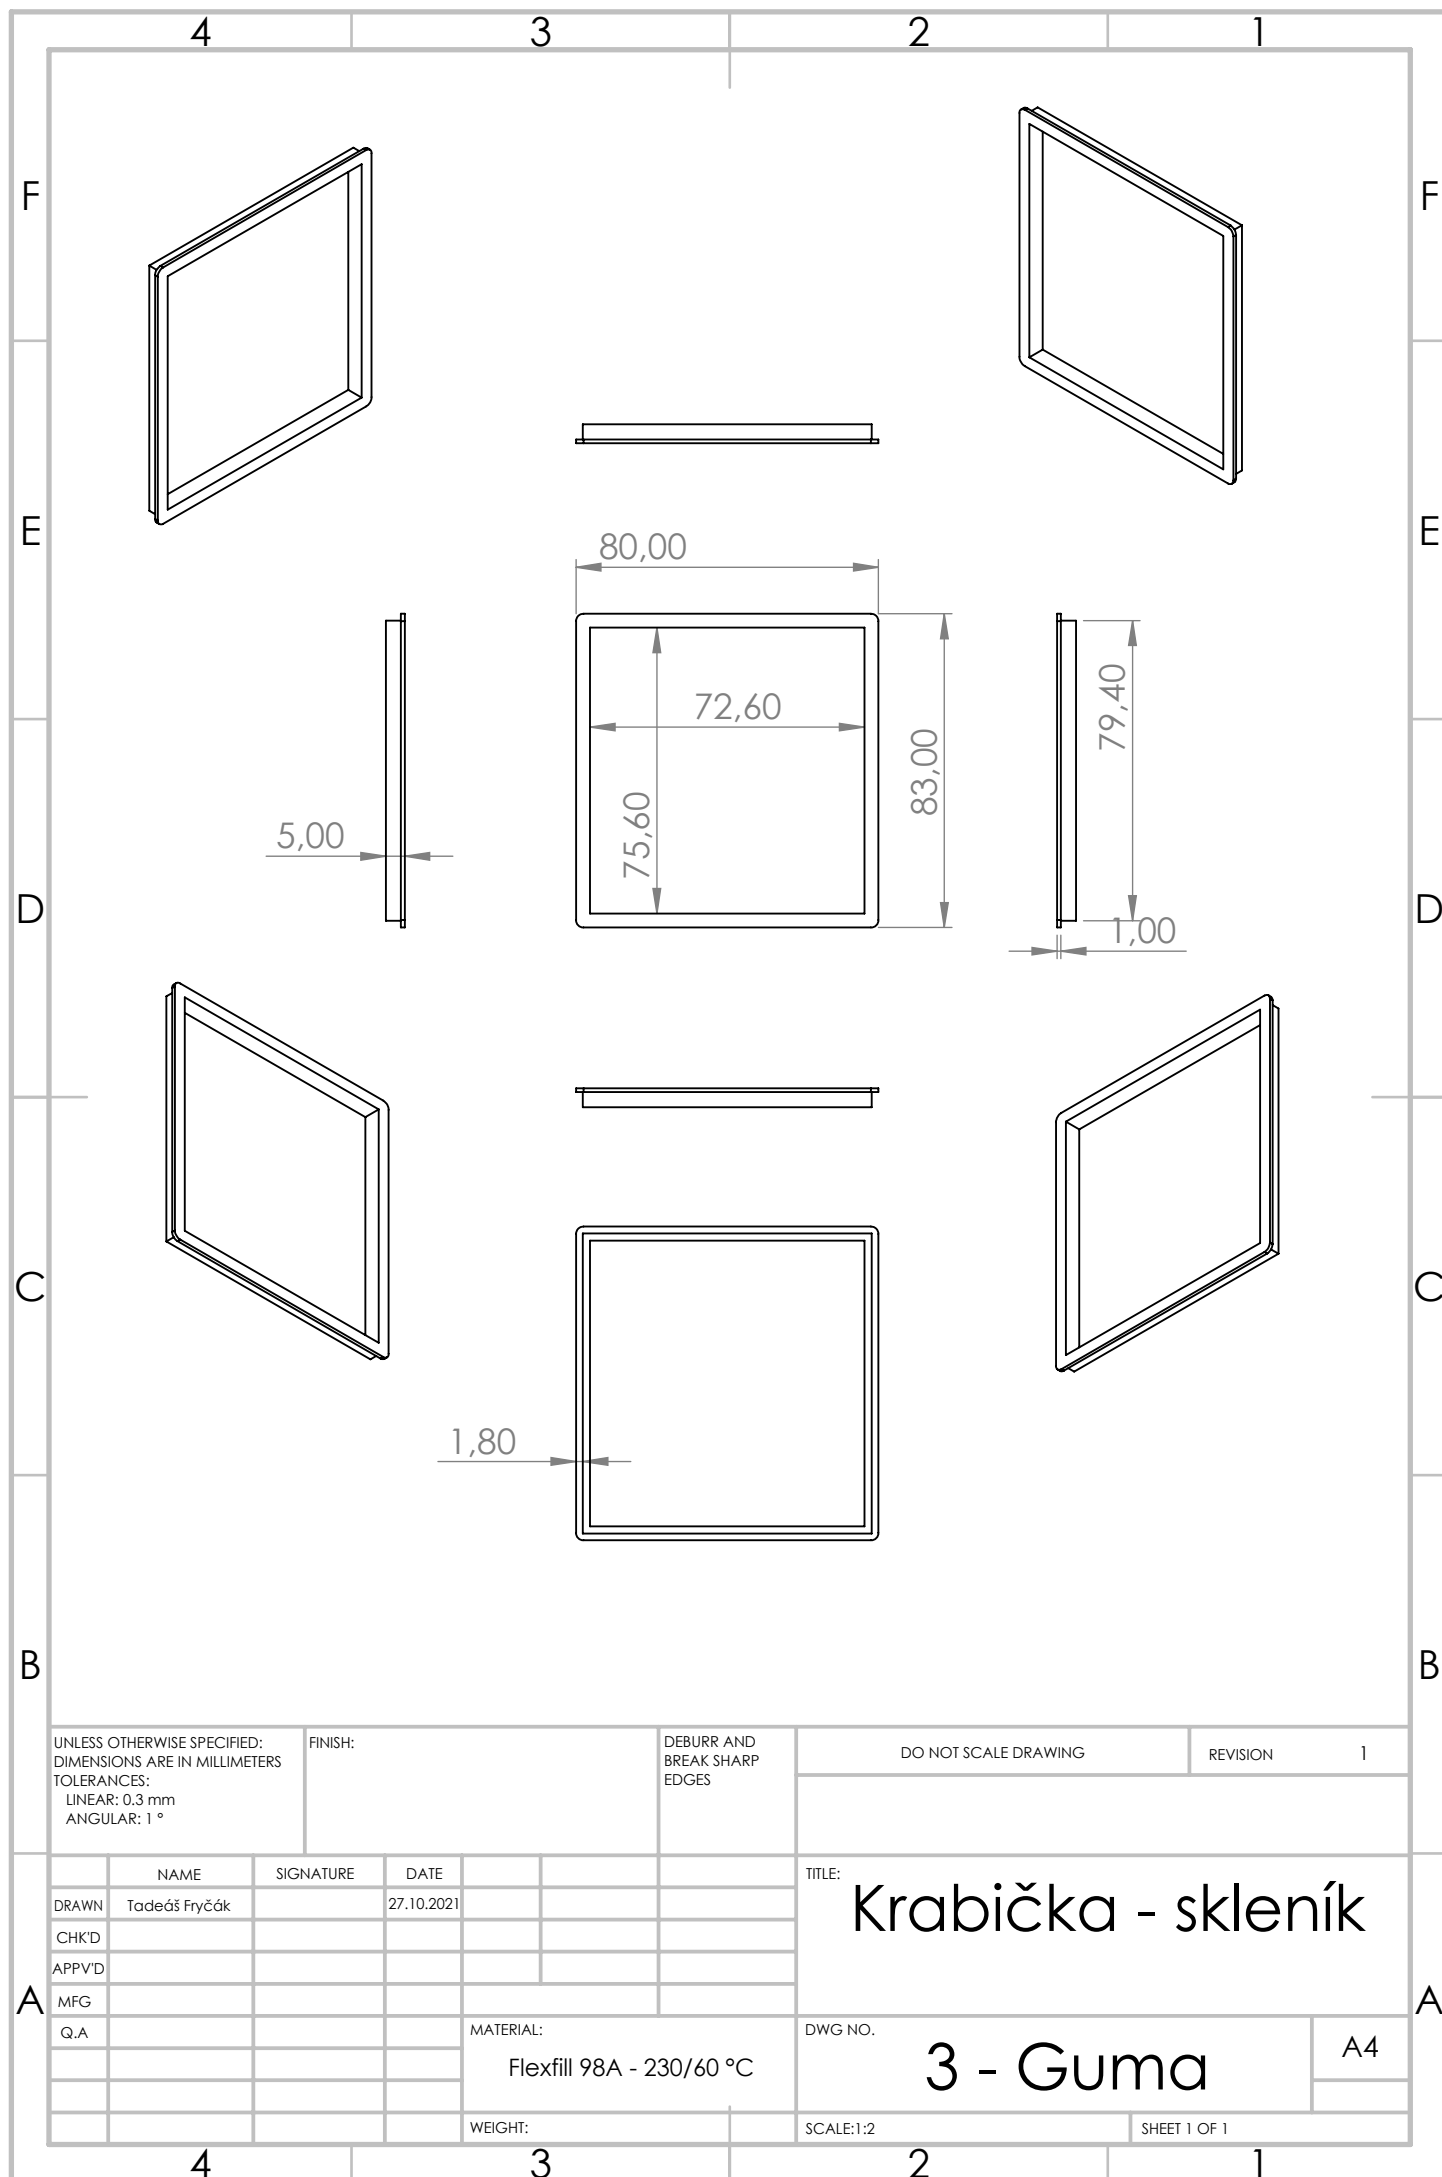 4 3 2 1
F F
E E
80,00
72,60
79,40
83,00
75,60
5,00
D D
1,00
C C
1,80
B B
UNLESS OTHERWISE SPECIFIED:
DIMENSIONS ARE IN MILLIMETERS
TOLERANCES:
LINEAR: 0.3 mm
ANGULAR: 1 °
FINISH:
DEBURR AND
BREAK SHARP
EDGES
DO NOT SCALE DRAWING
REVISION 1
NAME SIGNATURE DATE
DRAWN Tadeáš Fryčák 27.10.2021
CHK'D
APPV'D
MFG
Q.A
TITLE:
Krabička - skleník
A A
MATERIAL:
Flexfill 98A - 230/60 °C
DWG NO.
3 - Guma
A4
WEIGHT:
SCALE:1:2
SHEET 1 OF 1
4 3 2 1